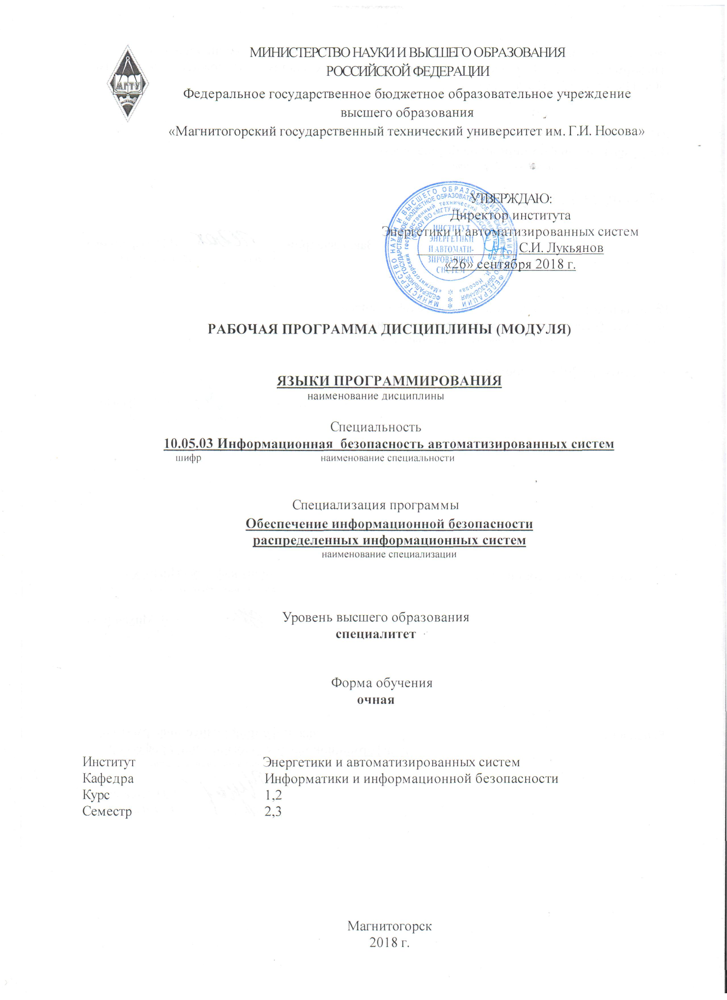 МГТУ
МИНИСТЕРСТВО НАУКИ И ВЫСШЕГО ОБРАЗОВАНИЯ
РОССИЙСКОЙ ФЕДЕРАЦИИ
Федеральное государственное бюджетное образовательное учреждение
высшего образования
«Магнитогорский государственный технический университет им. Г.И. Носова»
УТВЕРЖДАЮ:
Директор института
Энергетики и автоматизированных систем
С.И. Лукьянов
«26» сентября 2018 г.
ИНСТИТУТ
ЭНЕРГЕТИКИ
И АВТОМАТИ-
ЗИРОВАННЫХ
СИСТЕМ
РАБОЧАЯ ПРОГРАММА ДИСЦИПЛИНЫ (МОДУЛЯ)
ЯЗЫКИ ПРОГРАММИРОВАНИЯ
наименование дисциплины
Специальность
10.05.03 Информационная безопасность автоматизированных систем
шифр наименование специальности
Специализация программы
Обеспечение информационной безопасности
распределенных информационных систем
наименование специализации
Уровень высшего образования
специалитет
Форма обучения
очная
Институт Энергетики и автоматизированных систем
Кафедра Информатики и информационной безопасности
Курс 1,2
Семестр 2,3
Магнитогорск
2018 г.